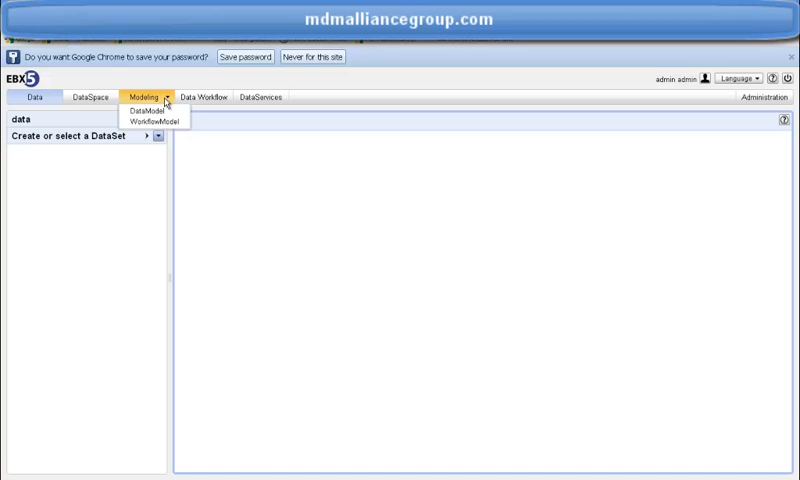 mdmalliancegroup.com
Do you want Google Chrome to save your password? Save password Never for this site
EBX5
admin admin Language ?
Data DataSpace Modeling Data Workflow DataServices Administration
DataModel
WorkflowModel
data
Create or select a DataSet
?